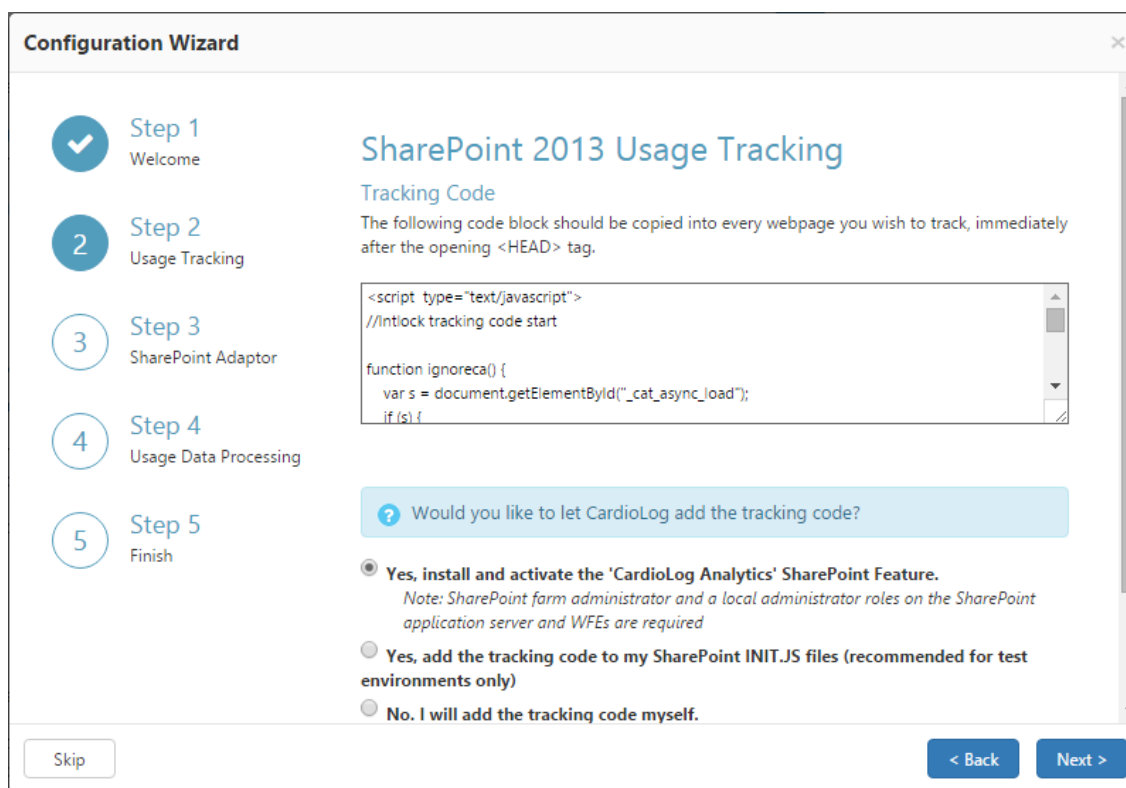 Configuration Wizard
×
Step 1
Welcome
2
Step 2
Usage Tracking
3
Step 3
SharePoint Adaptor
4
Step 4
Usage Data Processing
5
Step 5
Finish
SharePoint 2013 Usage Tracking
Tracking Code
The following code block should be copied into every webpage you wish to track, immediately
after the opening <HEAD> tag.
<script type="text/javascript">
//Intlock tracking code start
function ignoreca() {
var s = document.getElementById("_cat_async_load");
if (s) {
? Would you like to let CardioLog add the tracking code?
Yes, install and activate the 'CardioLog Analytics' SharePoint Feature.
Note: SharePoint farm administrator and a local administrator roles on the SharePoint
application server and WFEs are required
Yes, add the tracking code to my SharePoint INIT.JS files (recommended for test
environments only)
No. I will add the tracking code myself.
Skip
< Back
Next >